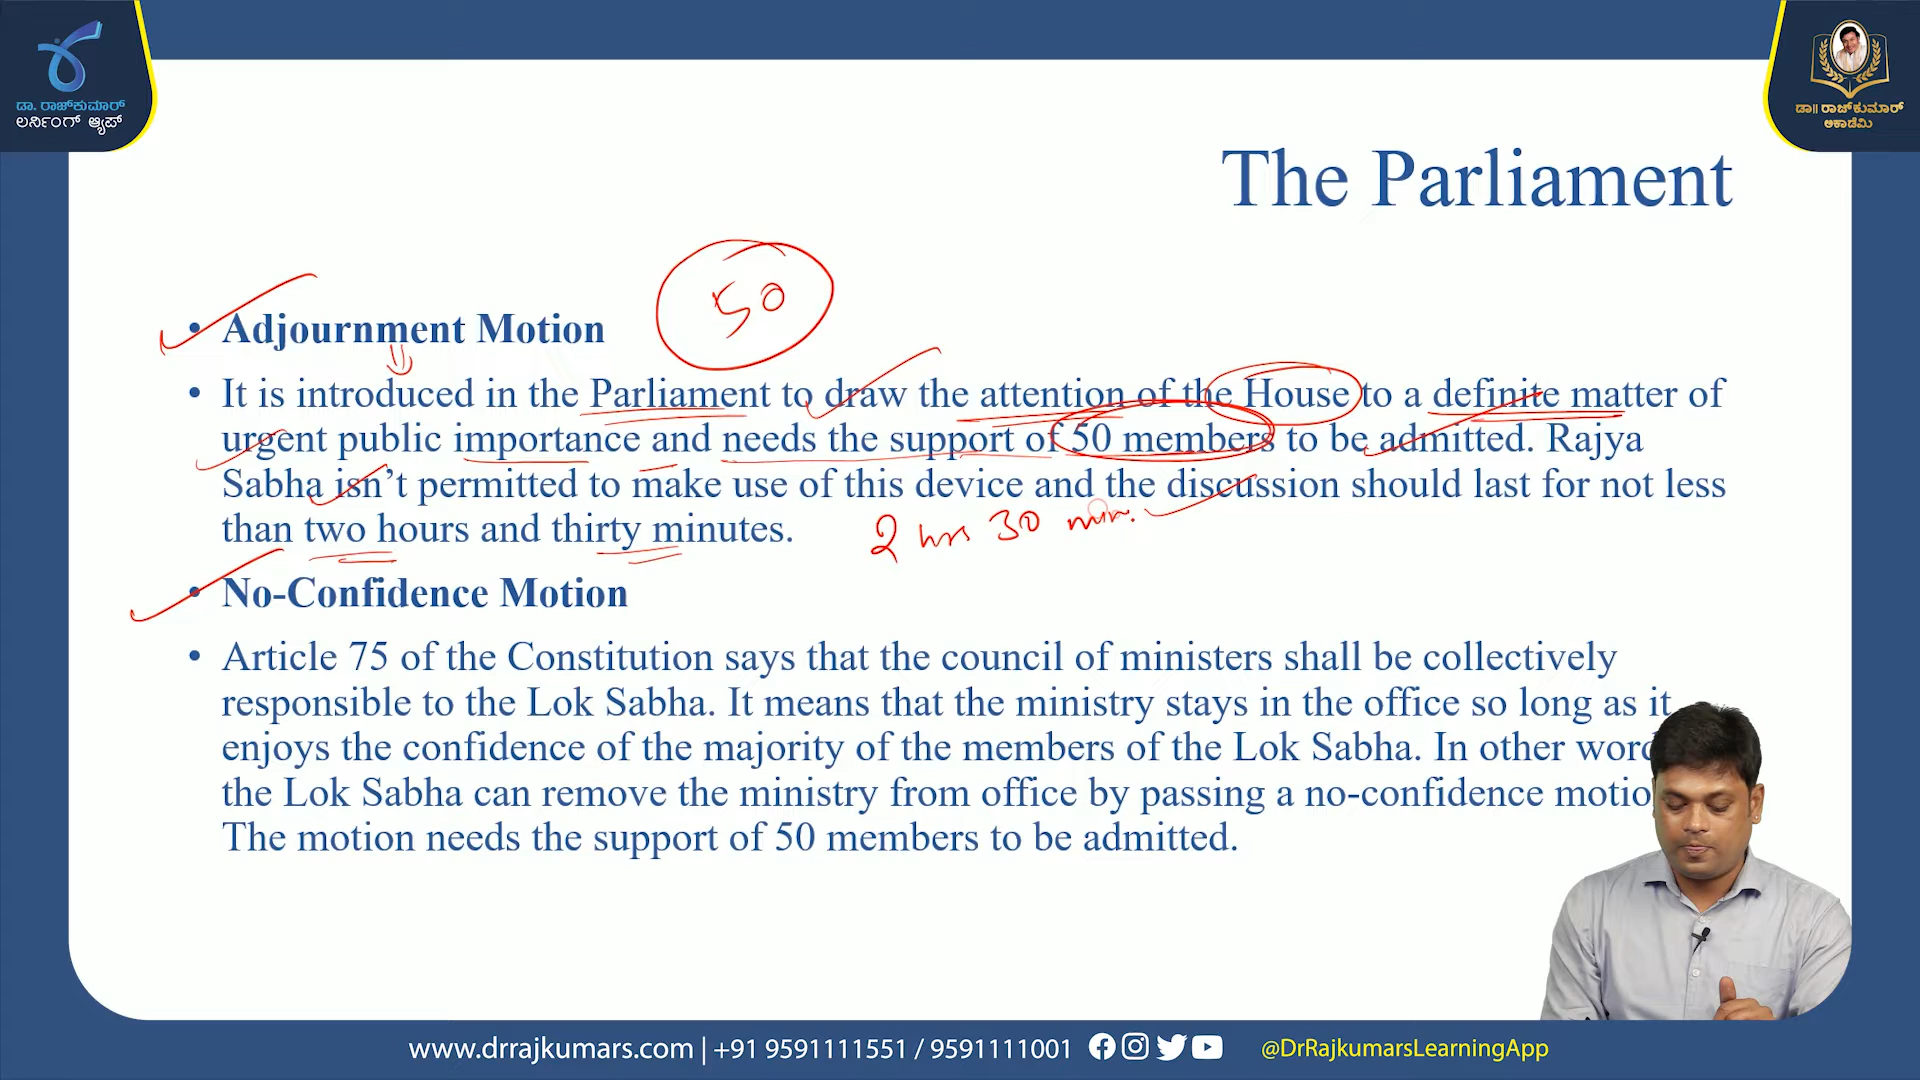 ಡಾ. ರಾಜ್‌ಕುಮಾರ್
ಲರ್ನಿಂಗ್ ಆ್ಯಪ್
ಡಾ|| ರಾಜ್‌ಕುಮಾರ್
ಅಕಾಡೆಮಿ
The Parliament
50
• Adjournment Motion
• It is introduced in the Parliament to draw the attention of the House to a definite matter of
urgent public importance and needs the support of 50 members to be admitted. Rajya
Sabha isn’t permitted to make use of this device and the discussion should last for not less
than two hours and thirty minutes.
2 hrs 30 min.
• No-Confidence Motion
• Article 75 of the Constitution says that the council of ministers shall be collectively
responsible to the Lok Sabha. It means that the ministry stays in the office so long as it
enjoys the confidence of the majority of the members of the Lok Sabha. In other
the Lok Sabha can remove the ministry from office by passing a no-confidence
The motion needs the support of 50 members to be admitted.
www.drrajkumars.com | +91 9591111551 / 9591111001 @DrRajkumarsLearningApp